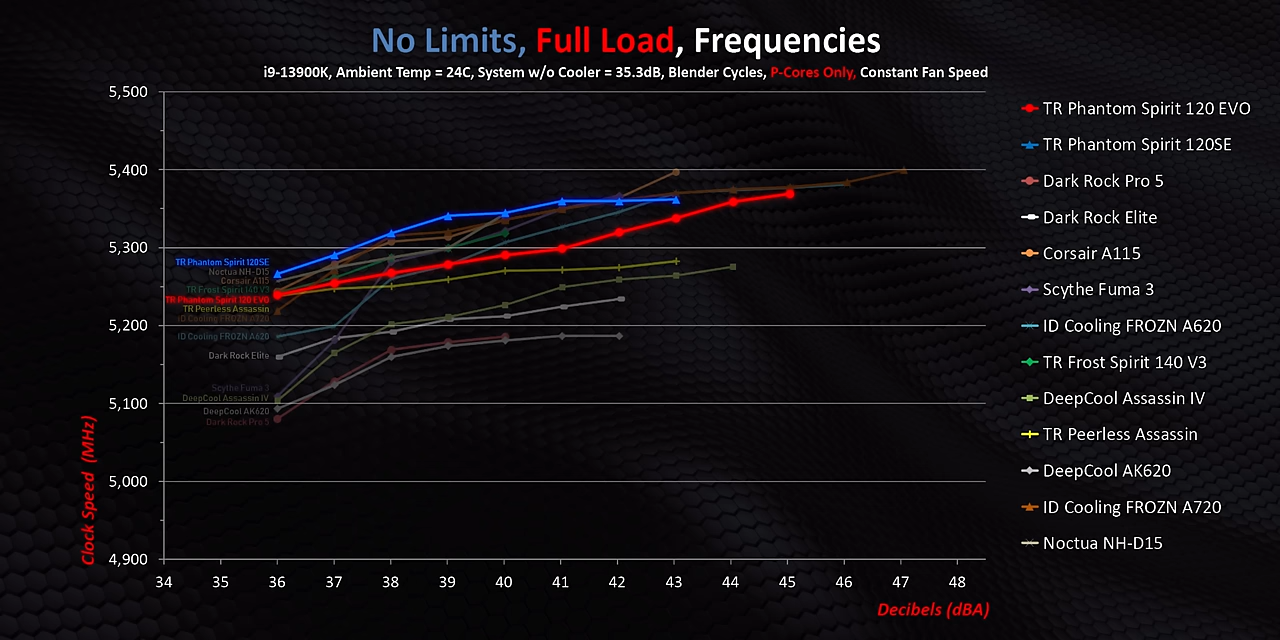 No Limits, Full Load, Frequencies
i9-13900K, Ambient Temp = 24C, System w/o Cooler = 35.3dB, Blender Cycles, P-Cores Only, Constant Fan Speed
5,500
5,400
5,300
5,200
5,100
5,000
4,900
Clock Speed (MHz)
TR Phantom Spirit 120SE
Noctua NH-D15
Corsair A115
TR Frost Spirit 140 V3
TR Phantom Spirit 120 EVO
TR Peerless Assassin
ID Cooling FROZN A720
ID Cooling FROZN A620
Dark Rock Elite
Scythe Fuma 3
DeepCool Assassin IV
DeepCool AK620
Dark Rock Pro 5
34 35 36 37 38 39 40 41 42 43 44 45 46 47 48
Decibels (dBA)
TR Phantom Spirit 120 EVO
TR Phantom Spirit 120SE
Dark Rock Pro 5
Dark Rock Elite
Corsair A115
Scythe Fuma 3
ID Cooling FROZN A620
TR Frost Spirit 140 V3
DeepCool Assassin IV
TR Peerless Assassin
DeepCool AK620
ID Cooling FROZN A720
Noctua NH-D15